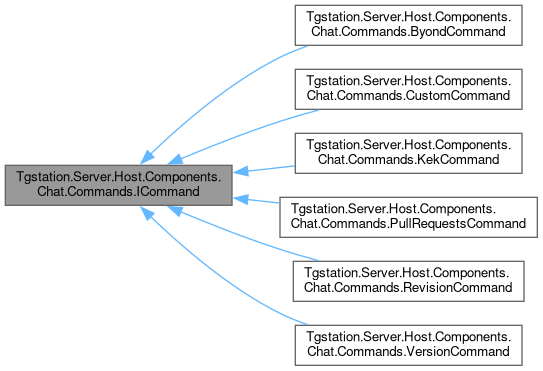 Tgstation.Server.Host.Components.
Chat.Commands.ByondCommand
Tgstation.Server.Host.Components.
Chat.Commands.CustomCommand
Tgstation.Server.Host.Components.
Chat.Commands.KekCommand
Tgstation.Server.Host.Components.
Chat.Commands.ICommand
Tgstation.Server.Host.Components.
Chat.Commands.PullRequestsCommand
Tgstation.Server.Host.Components.
Chat.Commands.RevisionCommand
Tgstation.Server.Host.Components.
Chat.Commands.VersionCommand